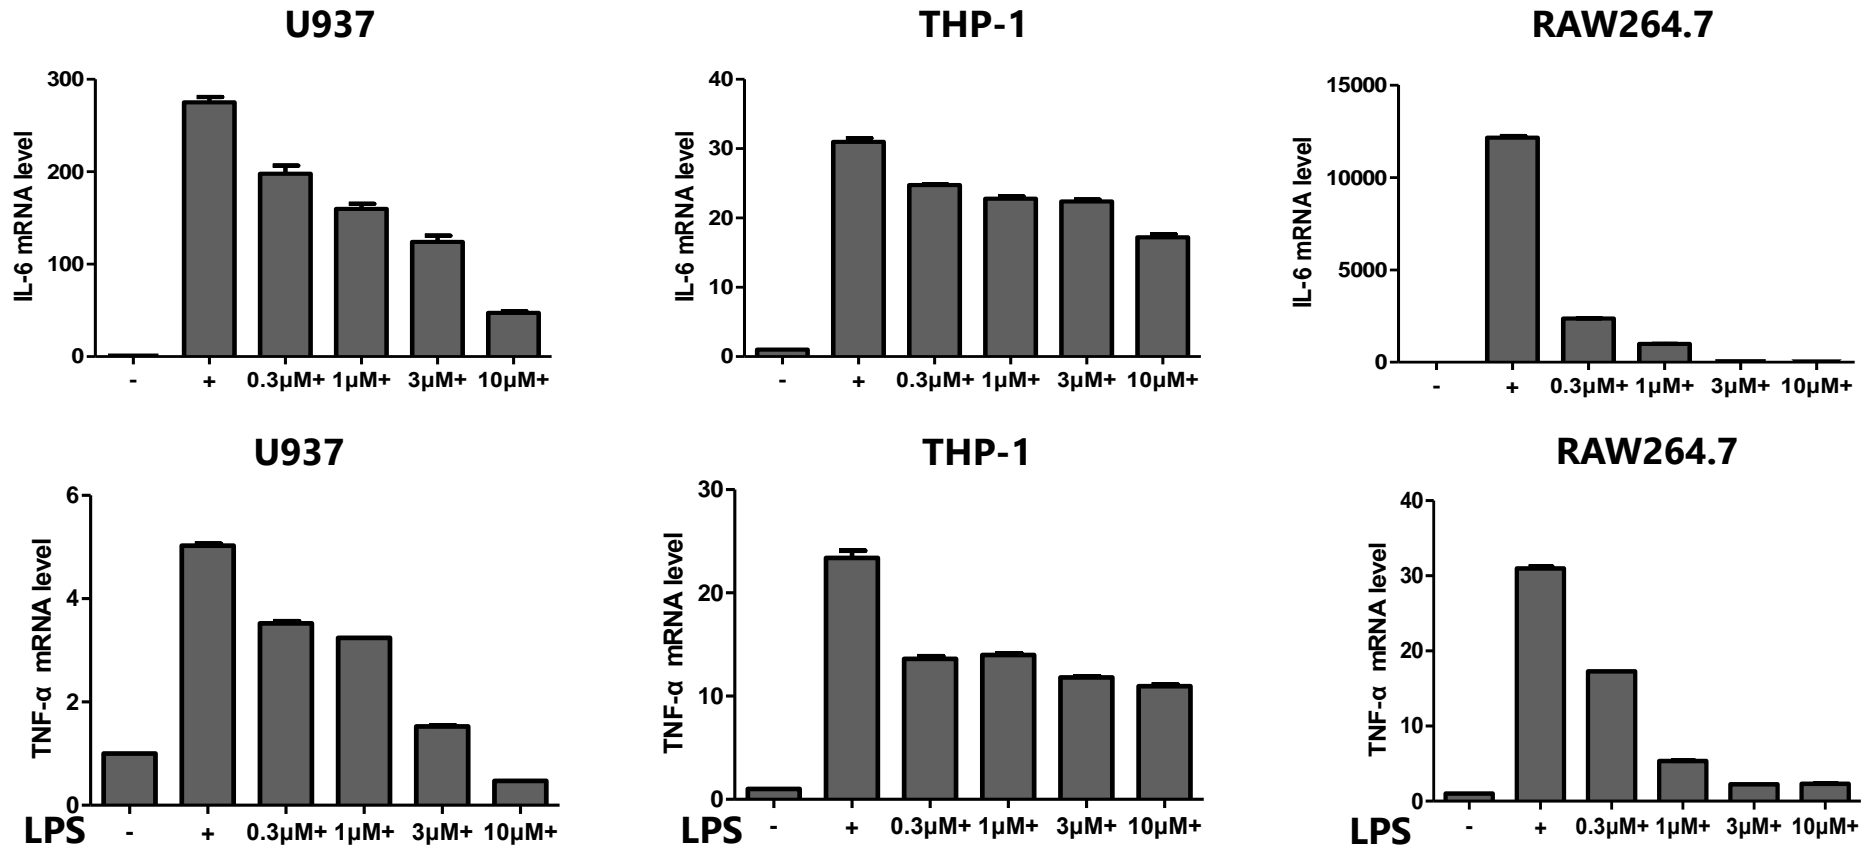 U937
THP-1
RAW264.7
IL-6 mRNA level
300
200
100
0
- + 0.3μM+ 1μM+ 3μM+ 10μM+
IL-6 mRNA level
40
30
20
10
0
- + 0.3μM+ 1μM+ 3μM+ 10μM+
IL-6 mRNA level
15000
10000
5000
0
- + 0.3μM+ 1μM+ 3μM+ 10μM+
U937
THP-1
RAW264.7
TNF-α mRNA level
6
4
2
0
LPS - + 0.3μM+ 1μM+ 3μM+ 10μM+
TNF-α mRNA level
30
20
10
0
LPS - + 0.3μM+ 1μM+ 3μM+ 10μM+
TNF-α mRNA level
40
30
20
10
0
LPS - + 0.3μM+ 1μM+ 3μM+ 10μM+